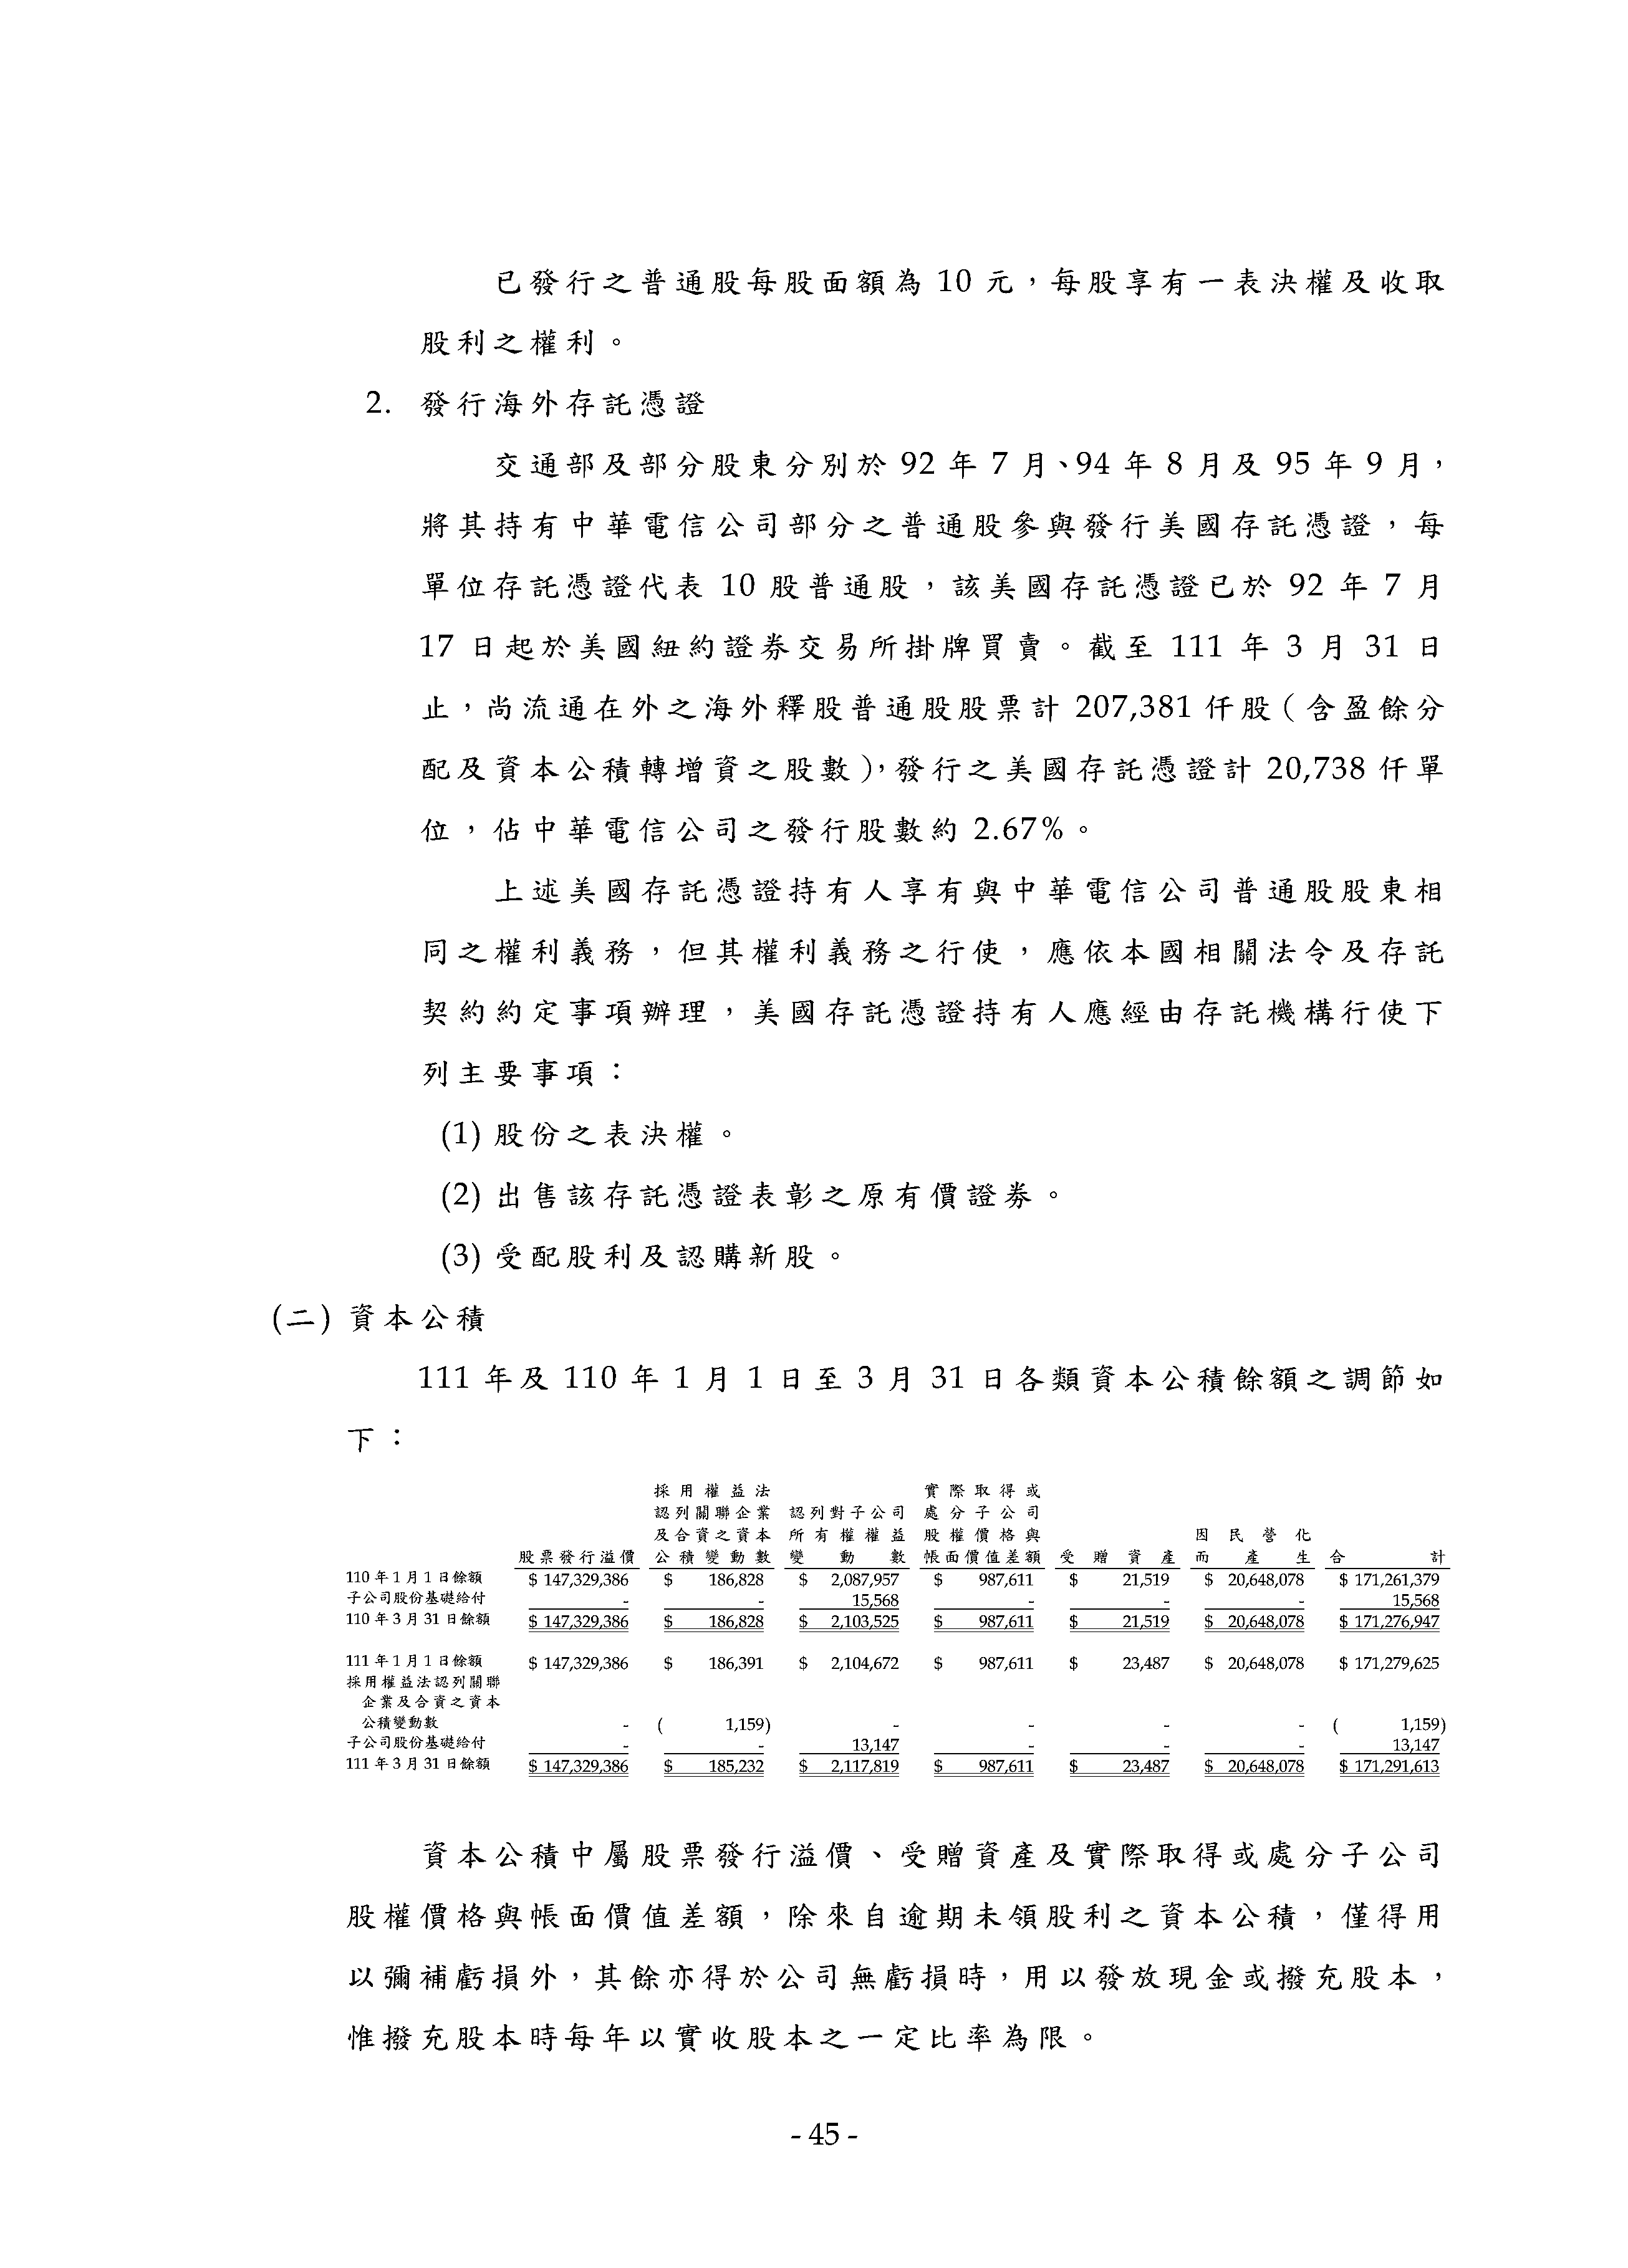 已發行之普通股每股面額為 10 元，每股享有一表決權及收取
股利之權利。
2. 發行海外存託憑證
交通部及部分股東分別於 92 年 7 月、94 年 8 月及 95 年 9 月，
將其持有中華電信公司部分之普通股參與發行美國存託憑證，每
單位存託憑證代表 10 股普通股，該美國存託憑證已於 92 年 7 月
17 日起於美國紐約證券交易所掛牌買賣。截至 111 年 3 月 31 日
止，尚流通在外之海外釋股普通股股票計 207,381 仟股（含盈餘分
配及資本公積轉增資之股數），發行之美國存託憑證計 20,738 仟單
位，佔中華電信公司之發行股數約 2.67%。
上述美國存託憑證持有人享有與中華電信公司普通股股東相
同之權利義務，但其權利義務之行使，應依本國相關法令及存託
契約約定事項辦理，美國存託憑證持有人應經由存託機構行使下
列主要事項：
(1) 股份之表決權。
(2) 出售該存託憑證表彰之原有價證券。
(3) 受配股利及認購新股。
(二) 資本公積
111 年及 110 年 1 月 1 日至 3 月 31 日各類資本公積餘額之調節如
下：
採用權益法 實際取得或
認列關聯企業 認列對子公司 處分子公司
及合資之資本 所有權權益 股權價格與 因民營化
股票發行溢價 公積變動數 變動數 帳面價值差額 受贈資產 而產生 合計
110 年 1 月 1 日餘額 $ 147,329,386 $ 186,828 $ 2,087,957 $ 987,611 $ 21,519 $ 20,648,078 $ 171,261,379
子公司股份基礎給付 - - 15,568 - - - 15,568
110 年 3 月 31 日餘額 $ 147,329,386 $ 186,828 $ 2,103,525 $ 987,611 $ 21,519 $ 20,648,078 $ 171,276,947
111 年 1 月 1 日餘額 $ 147,329,386 $ 186,391 $ 2,104,672 $ 987,611 $ 23,487 $ 20,648,078 $ 171,279,625
採用權益法認列關聯
企業及合資之資本
公積變動數 - ( 1,159) - - - - ( 1,159)
子公司股份基礎給付 - - 13,147 - - - 13,147
111 年 3 月 31 日餘額 $ 147,329,386 $ 185,232 $ 2,117,819 $ 987,611 $ 23,487 $ 20,648,078 $ 171,291,613
資本公積中屬股票發行溢價、受贈資產及實際取得或處分子公司
股權價格與帳面價值差額，除來自逾期未領股利之資本公積，僅得用
以彌補虧損外，其餘亦得於公司無虧損時，用以發放現金或撥充股本，
惟撥充股本時每年以實收股本之一定比率為限。
- 45 -